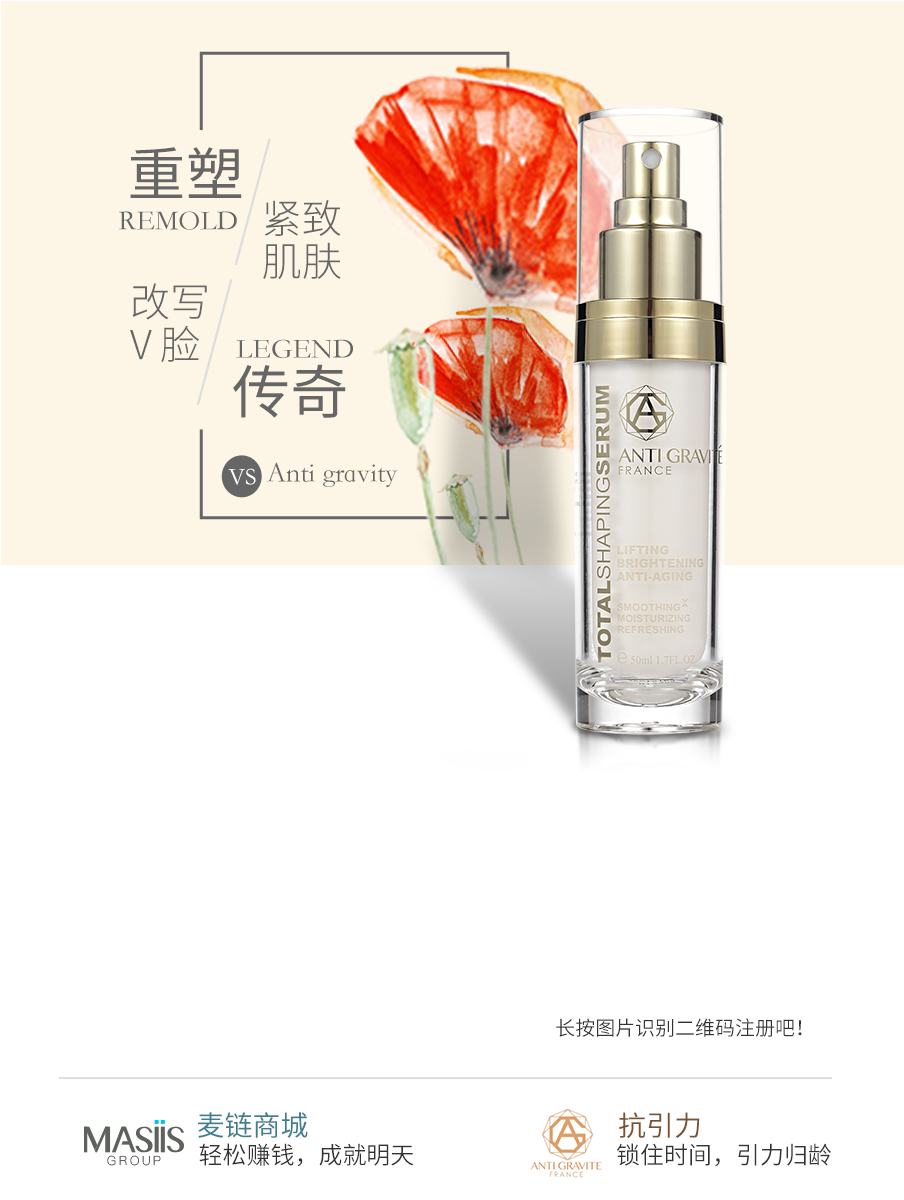 重塑
REMOLD
紧致
肌肤
改写
V 脸
LEGEND
传奇
VS Anti gravity
TOTALSHAPINGSERUM
AG
ANTI GRAVITÉ
FRANCE
LIFTING
BRIGHTENING
ANTI-AGING
SMOOTHING
MOISTURIZING
REFRESHING
e 50ml 1.7FL.OZ
长按图片识别二维码注册吧！
MASIIS
GROUP
麦链商城
轻松赚钱，成就明天
AG
ANTI GRAVITE
FRANCE
抗引力
锁住时间，引力归龄